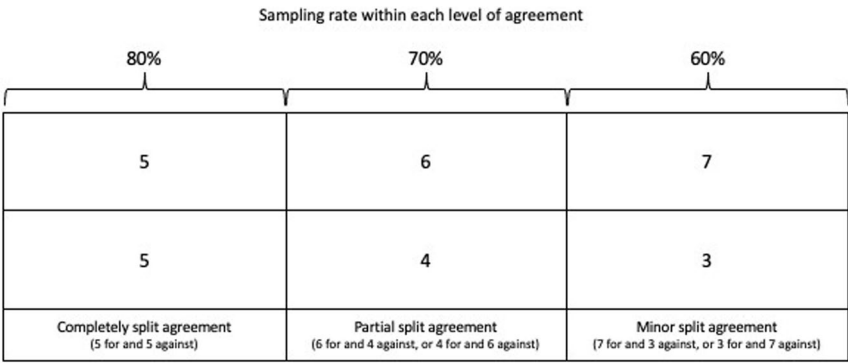 Sampling rate within each level of agreement
80% 70% 60%
5 6 7
5 4 3
Completely split agreement Partial split agreement Minor split agreement
(5 for and 5 against) (6 for and 4 against, or 4 for and 6 against) (7 for and 3 against, or 3 for and 7 against)